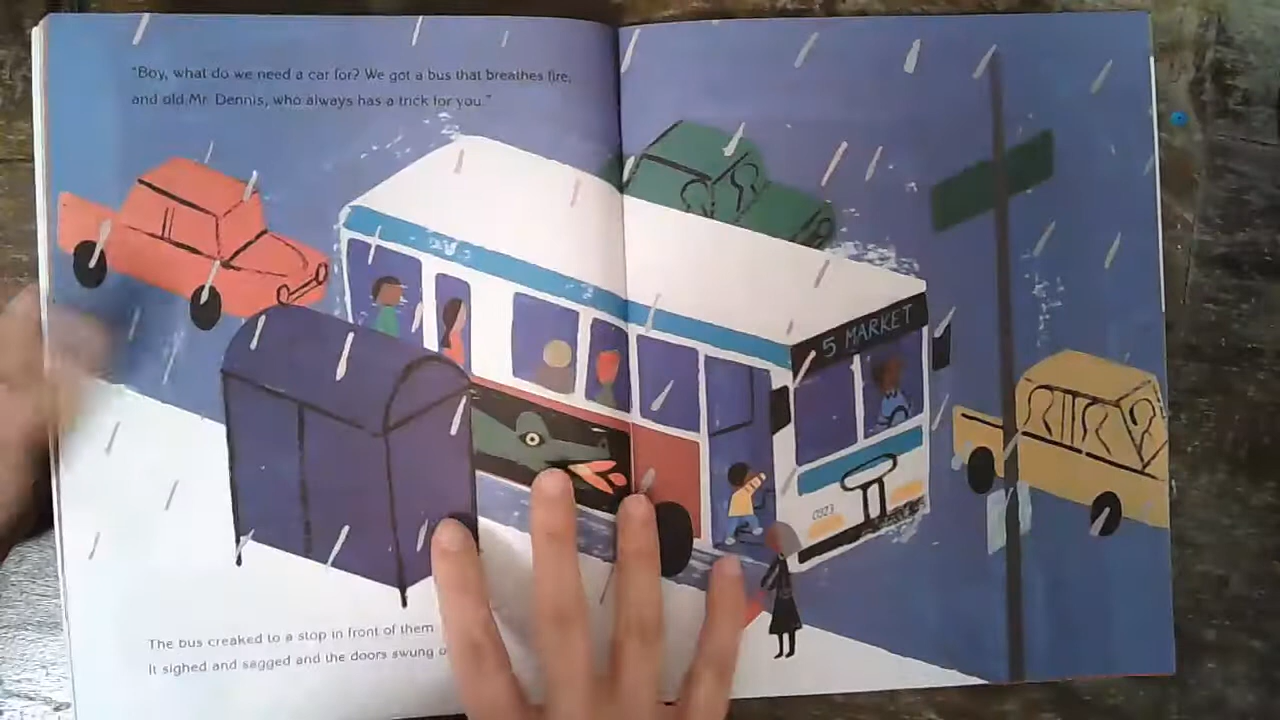 "Boy, what do we need a car for? We got a bus that breathes fire,
and old Mr. Dennis, who always has a trick for you."
5 MARKET
0923
The bus creaked to a stop in front of them
It sighed and sagged and the doors swung